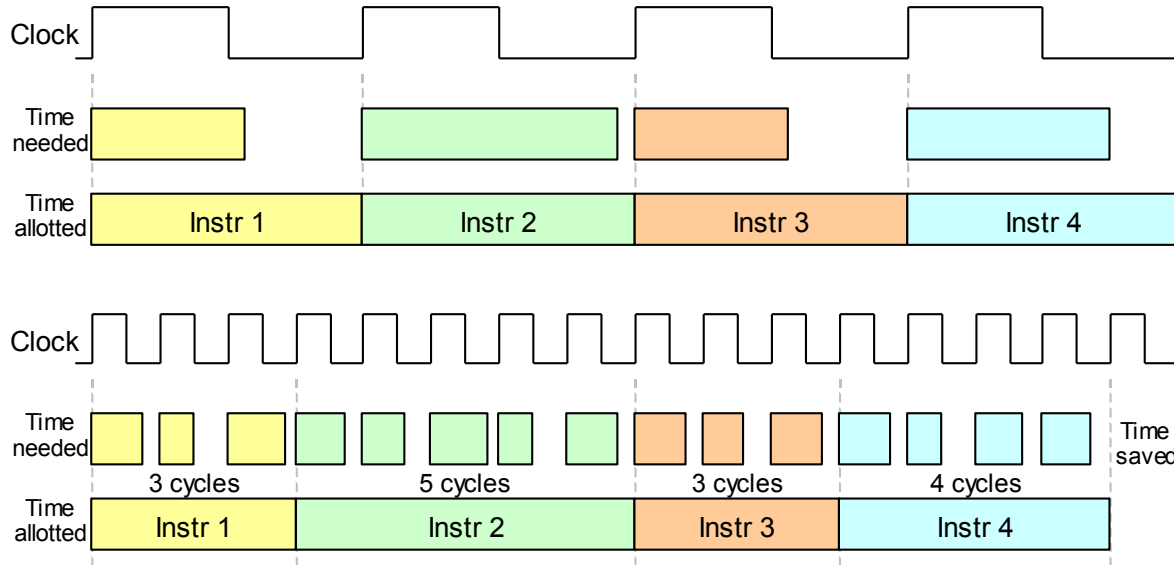 Clock
Time
needed
Time
allotted
Instr 1
Instr 2
Instr 3
Instr 4
Clock
Time
needed
Time
saved
3 cycles
5 cycles
3 cycles
4 cycles
Time
allotted
Instr 1
Instr 2
Instr 3
Instr 4